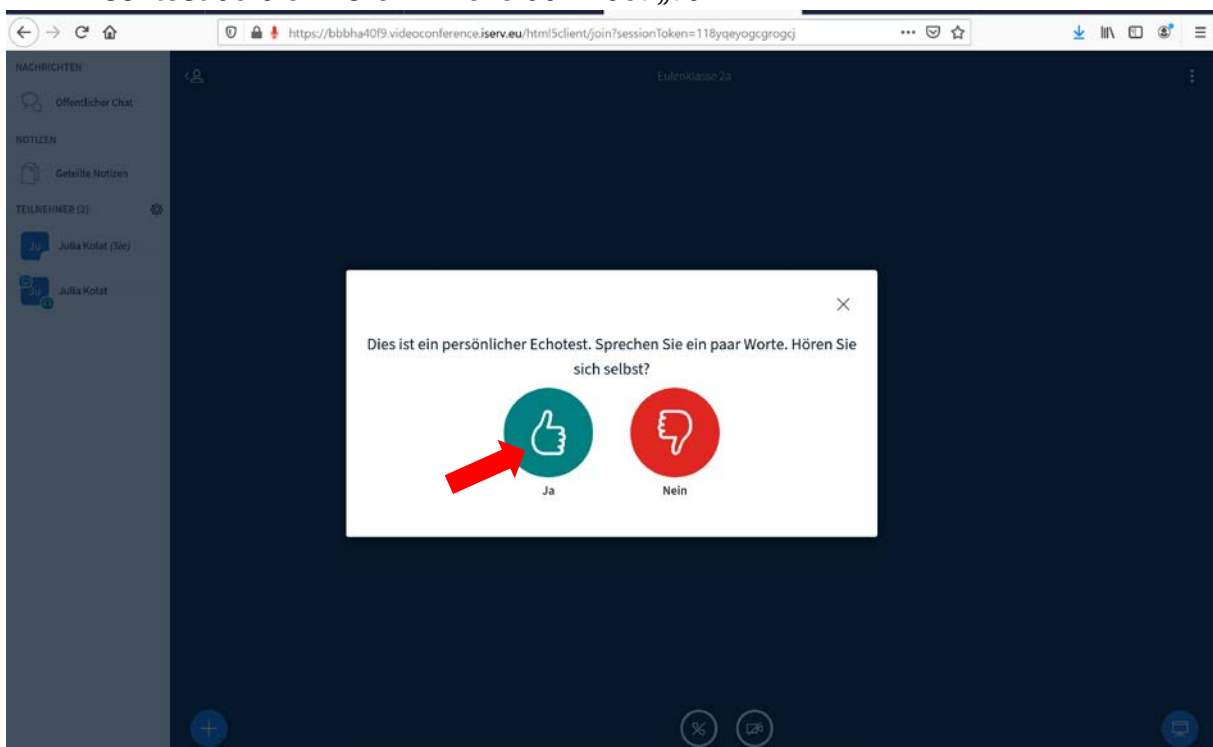 https://bbbha40f9.videoconference.iserv.eu/html5client/join?sessionToken=118yqeyogcgrogcj
NACHRICHTEN
Eulenklasse 2a
Öffentlicher Chat
NOTIZEN
Geteilte Notizen
TEILNEHMER (2)
Ju Julia Kolat (Sie)
Ju Julia Kolat
Dies ist ein persönlicher Echotest. Sprechen Sie ein paar Worte. Hören Sie
sich selbst?
Ja Nein